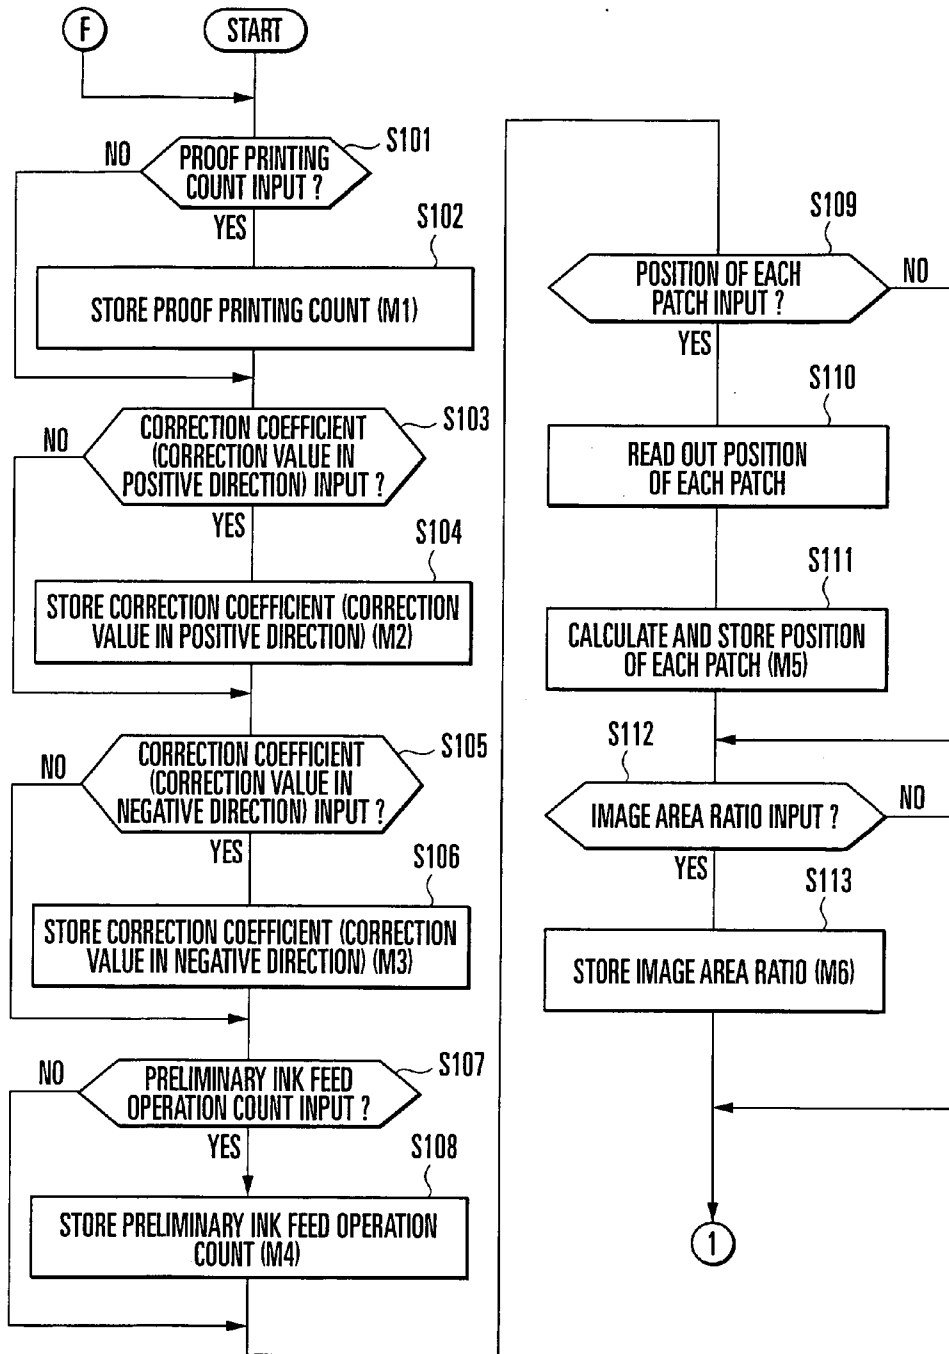 F
START
S101
NO
PROOF PRINTING
COUNT INPUT ?
YES
S102
STORE PROOF PRINTING COUNT (M1)
S103
NO
CORRECTION COEFFICIENT
(CORRECTION VALUE IN
POSITIVE DIRECTION) INPUT ?
YES
S104
STORE CORRECTION COEFFICIENT (CORRECTION
VALUE IN POSITIVE DIRECTION) (M2)
S105
NO
CORRECTION COEFFICIENT
(CORRECTION VALUE IN
NEGATIVE DIRECTION) INPUT ?
YES
S106
STORE CORRECTION COEFFICIENT (CORRECTION
VALUE IN NEGATIVE DIRECTION) (M3)
S107
NO
PRELIMINARY INK FEED
OPERATION COUNT INPUT ?
YES
S108
STORE PRELIMINARY INK FEED OPERATION
COUNT (M4)
S109
POSITION OF EACH
PATCH INPUT ?
NO
YES
S110
READ OUT POSITION
OF EACH PATCH
S111
CALCULATE AND STORE POSITION
OF EACH PATCH (M5)
S112
IMAGE AREA RATIO INPUT ?
NO
YES
S113
STORE IMAGE AREA RATIO (M6)
1